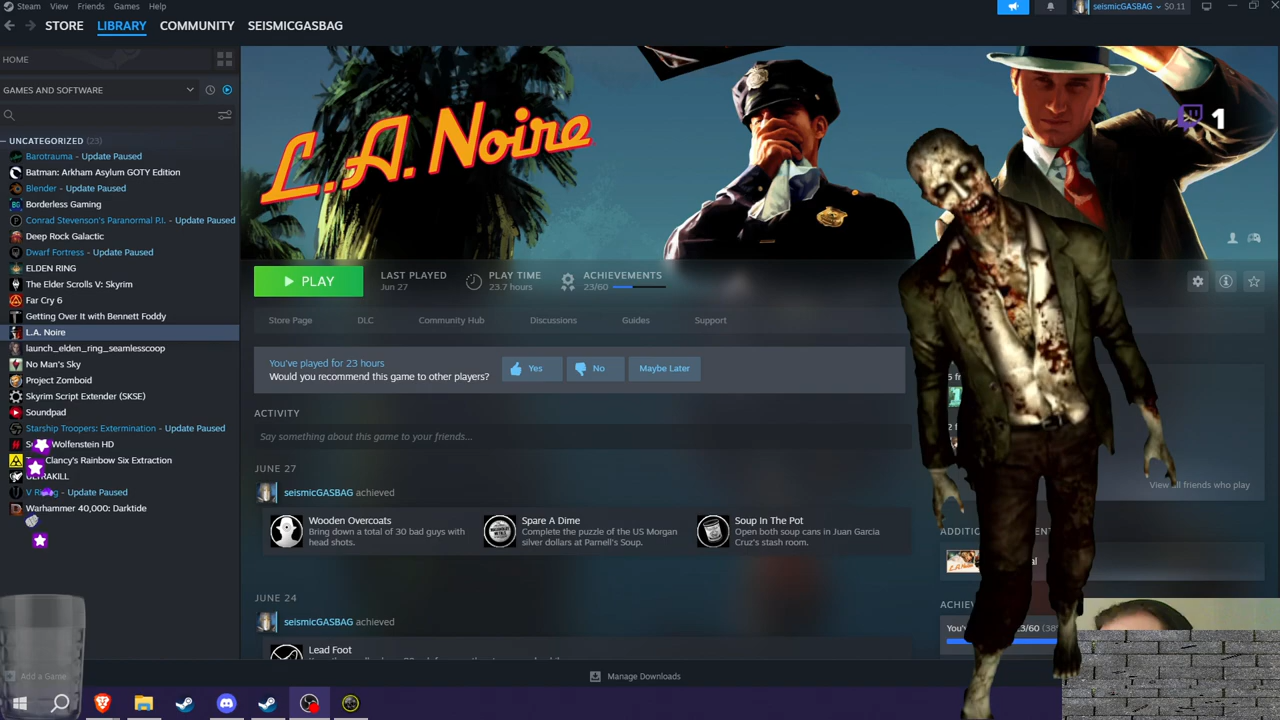 Steam View Friends Games Help
seismicGASBAG $0.11
STORE LIBRARY COMMUNITY SEISMICGASBAG
HOME
GAMES AND SOFTWARE
UNCATEGORIZED (23)
Barotrauma - Update Paused
Batman: Arkham Asylum GOTY Edition
Blender - Update Paused
Borderless Gaming
Conrad Stevenson's Paranormal P.I. - Update Paused
Deep Rock Galactic
Dwarf Fortress - Update Paused
ELDEN RING
The Elder Scrolls V: Skyrim
Far Cry 6
Getting Over It with Bennett Foddy
L.A. Noire
launch_elden_ring_seamlesscoop
No Man's Sky
Project Zomboid
Skyrim Script Extender (SKSE)
Soundpad
Starship Troopers: Extermination - Update Paused
Wolfenstein HD
Clancy's Rainbow Six Extraction
V - Update Paused
Warhammer 40,000: Darktide
Add a Game
L.A. Noire
1
PLAY
LAST PLAYED
Jun 27
PLAY TIME
23.7 hours
ACHIEVEMENTS
23/60
Store Page DLC Community Hub Discussions Guides Support
You've played for 23 hours
Would you recommend this game to other players?
Yes No Maybe Later
ACTIVITY
Say something about this game to your friends...
JUNE 27
seismicGASBAG achieved
Wooden Overcoats
Bring down a total of 30 bad guys with
head shots.
Spare A Dime
Complete the puzzle of the US Morgan
silver dollars at Parnell's Soup.
Soup In The Pot
Open both soup cans in Juan Garcia
Cruz's stash room.
JUNE 24
seismicGASBAG achieved
Lead Foot
View all friends who play
Manage Downloads